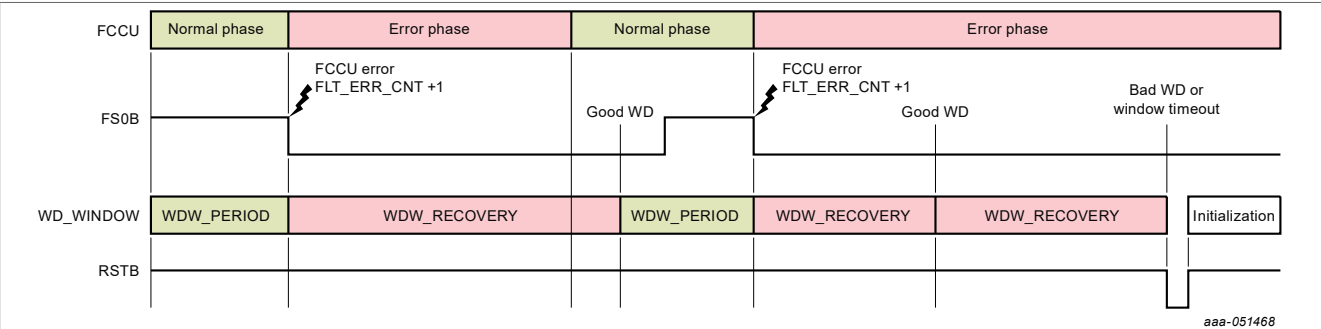 FCCU
Normal phase
Error phase
Normal phase
Error phase
FCCU error
FLT_ERR_CNT +1
FCCU error
FLT_ERR_CNT +1
Bad WD or
window timeout
FS0B
Good WD
Good WD
WD_WINDOW
WDW_PERIOD
WDW_RECOVERY
WDW_PERIOD
WDW_RECOVERY
WDW_RECOVERY
Initialization
RSTB
aaa-051468